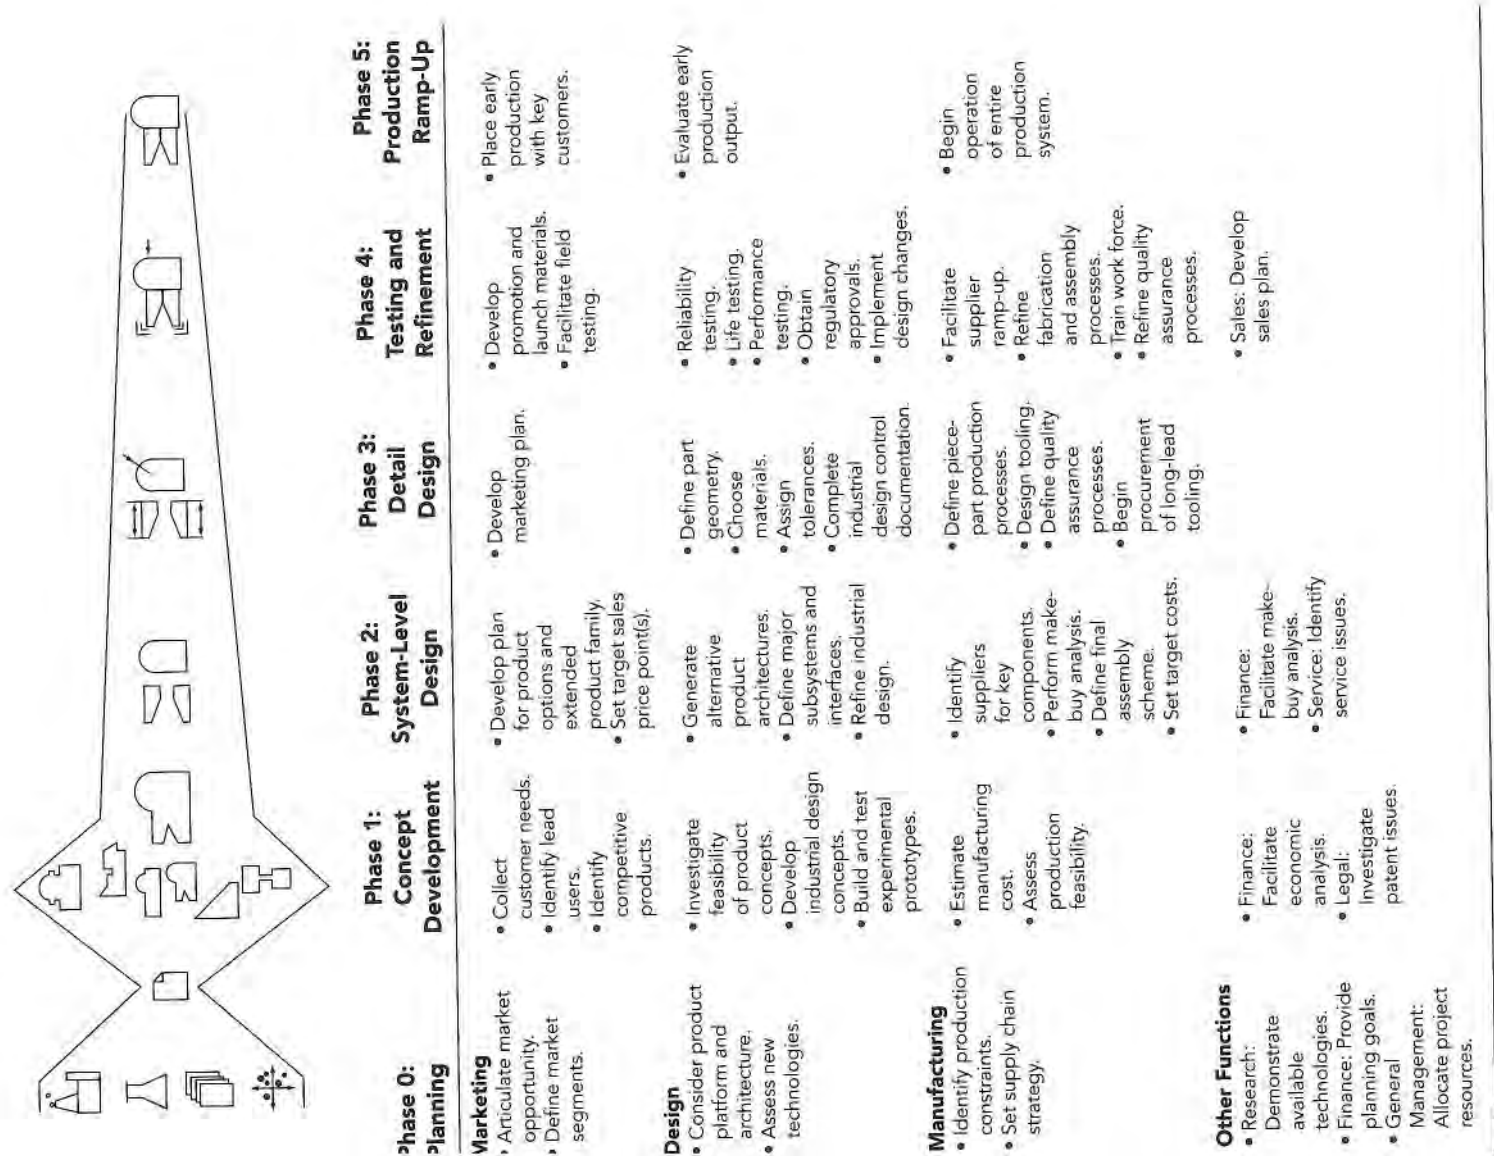 Phase 0:
Planning
Phase 1:
Concept
Development
Phase 2:
System-Level
Design
Phase 3:
Detail
Design
Phase 4:
Testing and
Refinement
Phase 5:
Production
Ramp-Up
Marketing
• Articulate market
opportunity.
• Define market
segments.
• Collect
customer needs.
• Identify lead
users.
• Identify
competitive
products.
• Develop plan
for product
options and
extended
product family.
• Set target sales
price point(s).
• Develop
marketing plan.
• Develop
promotion and
launch materials.
• Facilitate field
testing.
• Place early
production
with key
customers.
Design
• Consider product
platform and
architecture.
• Assess new
technologies.
• Investigate
feasibility
of product
concepts.
• Develop
industrial design
concepts.
• Build and test
experimental
prototypes.
• Generate
alternative
product
architectures.
• Define major
subsystems and
interfaces.
• Refine industrial
design.
• Define part
geometry.
• Choose
materials.
• Assign
tolerances.
• Complete
industrial
design control
documentation.
• Reliability
testing.
• Life testing.
• Performance
testing.
• Obtain
regulatory
approvals.
• Implement
design changes.
• Evaluate early
production
output.
Manufacturing
• Identify production
constraints.
• Set supply chain
strategy.
• Estimate
manufacturing
cost.
• Assess
production
feasibility.
• Identify
suppliers
for key
components.
• Perform make-
buy analysis.
• Define final
assembly
scheme.
• Set target costs.
• Define piece-
part production
processes.
• Design tooling.
• Define quality
assurance
processes.
• Begin
procurement
of long-lead
tooling.
• Facilitate
supplier
ramp-up.
• Refine
fabrication
and assembly
processes.
• Train work force.
• Refine quality
assurance
processes.
• Begin
operation
of entire
production
system.
Other Functions
• Research:
Demonstrate
available
technologies.
• Finance: Provide
planning goals.
• General
Management:
Allocate project
resources.
• Finance:
Facilitate
economic
analysis.
• Legal:
Investigate
patent issues.
• Finance:
Facilitate make-
buy analysis.
• Service: Identify
service issues.
• Sales: Develop
sales plan.